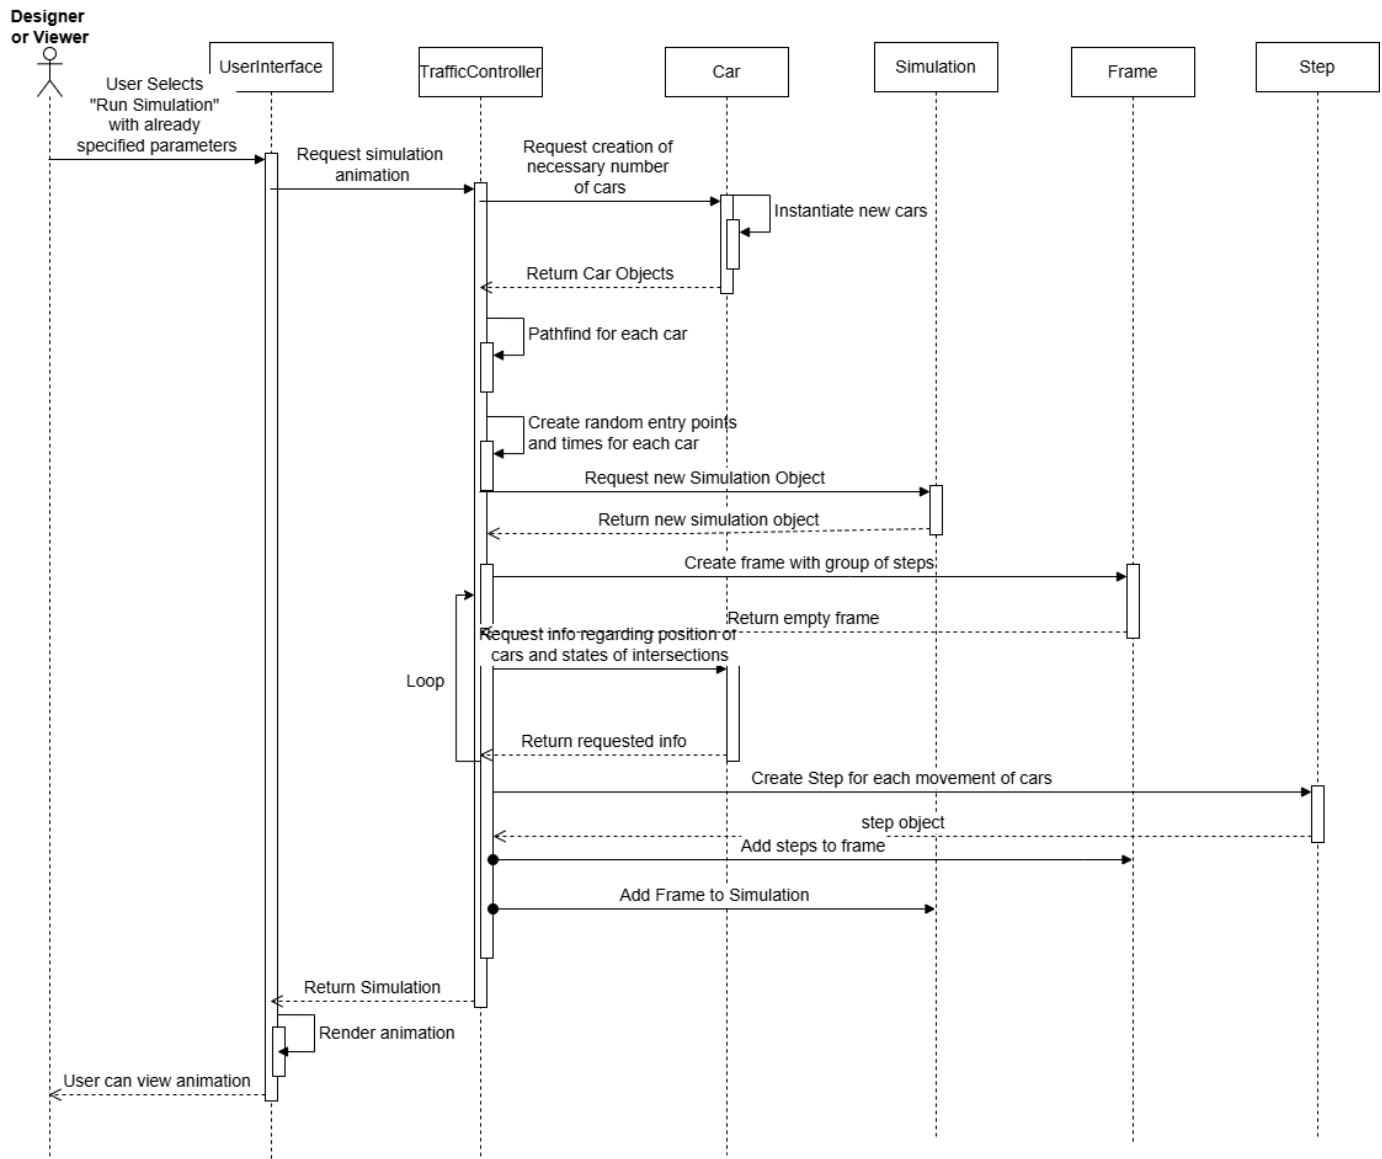 Designer
or Viewer
UserInterface
TrafficController
Car
Simulation
Frame
Step
User Selects
"Run Simulation"
with already
specified parameters
Request simulation
animation
Request creation of
necessary number
of cars
Instantiate new cars
Return Car Objects
Pathfind for each car
Create random entry points
and times for each car
Request new Simulation Object
Return new simulation object
Create frame with group of steps
Return empty frame
Request info regarding position of
cars and states of intersections
Loop
Return requested info
Create Step for each movement of cars
step object
Add steps to frame
Add Frame to Simulation
Return Simulation
Render animation
User can view animation